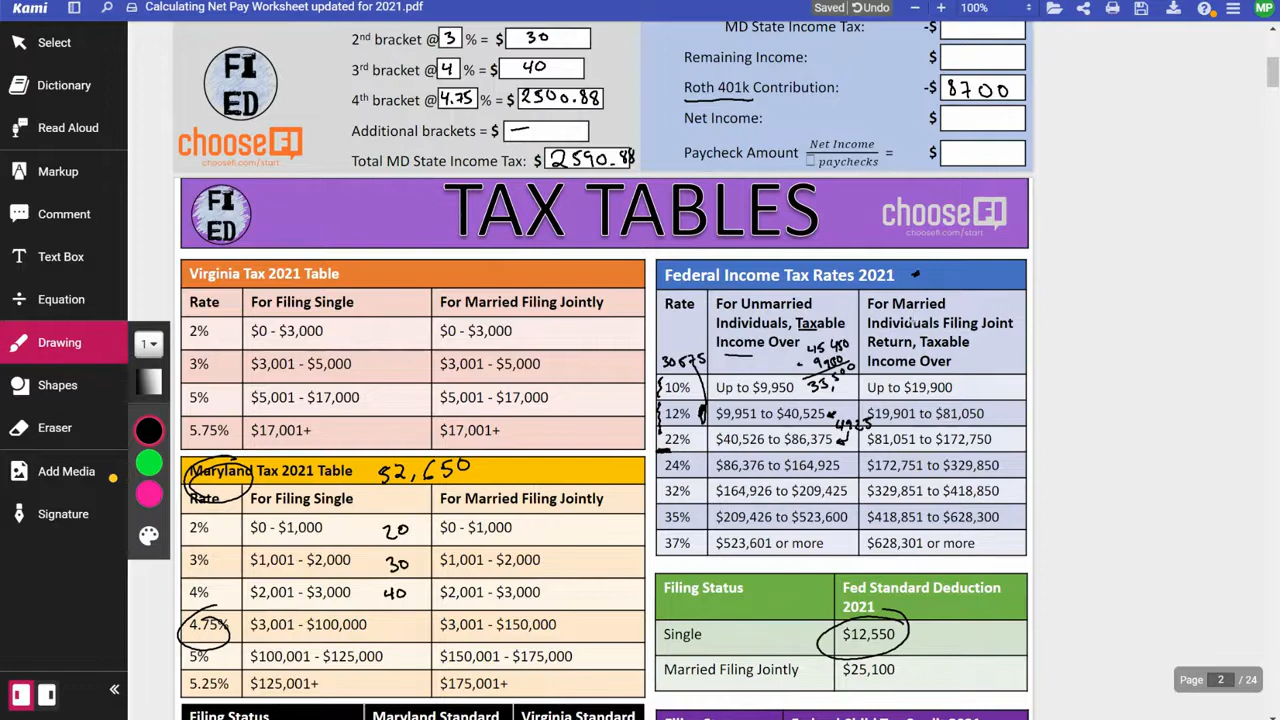 Kami
Calculating Net Pay Worksheet updated for 2021.pdf
Saved
Undo
100%
MP
Select
Dictionary
Read Aloud
Markup
Comment
Text Box
Equation
Drawing
Shapes
Eraser
Add Media
Signature
1
FI
ED
chooseFI
choosefi.com/start
2nd bracket @ 3 % = $ 30
3rd bracket @ 4 % = $ 40
4th bracket @ 4.75 % = $ 2500.88
Additional brackets = $ —
Total MD State Income Tax: $ 2590.88
MD State Income Tax: -$
Remaining Income: $
Roth 401k Contribution: -$ 8700
Net Income: $
Paycheck Amount Net Income / paychecks = $
FI
ED
TAX TABLES
chooseFI
choosefi.com/start
Virginia Tax 2021 Table
Rate For Filing Single For Married Filing Jointly
2% $0 - $3,000 $0 - $3,000
3% $3,001 - $5,000 $3,001 - $5,000
5% $5,001 - $17,000 $5,001 - $17,000
5.75% $17,001+ $17,001+
Maryland Tax 2021 Table 52,650
Rate For Filing Single For Married Filing Jointly
2% $0 - $1,000 20 $0 - $1,000
3% $1,001 - $2,000 30 $1,001 - $2,000
4% $2,001 - $3,000 40 $2,001 - $3,000
4.75% $3,001 - $100,000 $3,001 - $150,000
5% $100,001 - $125,000 $150,001 - $175,000
5.25% $125,001+ $175,001+
Filing Status Maryland Standard Virginia Standard
Federal Income Tax Rates 2021
Rate
For Unmarried
Individuals, Taxable
Income Over
For Married
Individuals Filing Joint
Return, Taxable
Income Over
30575
10% Up to $9,950 Up to $19,900
12% $9,951 to $40,525 $19,901 to $81,050
4925
22% $40,526 to $86,375 $81,051 to $172,750
24% $86,376 to $164,925 $172,751 to $329,850
32% $164,926 to $209,425 $329,851 to $418,850
35% $209,426 to $523,600 $418,851 to $628,300
37% $523,601 or more $628,301 or more
Filing Status
Fed Standard Deduction
2021
Single $12,550
Married Filing Jointly $25,100
Page 2 / 24